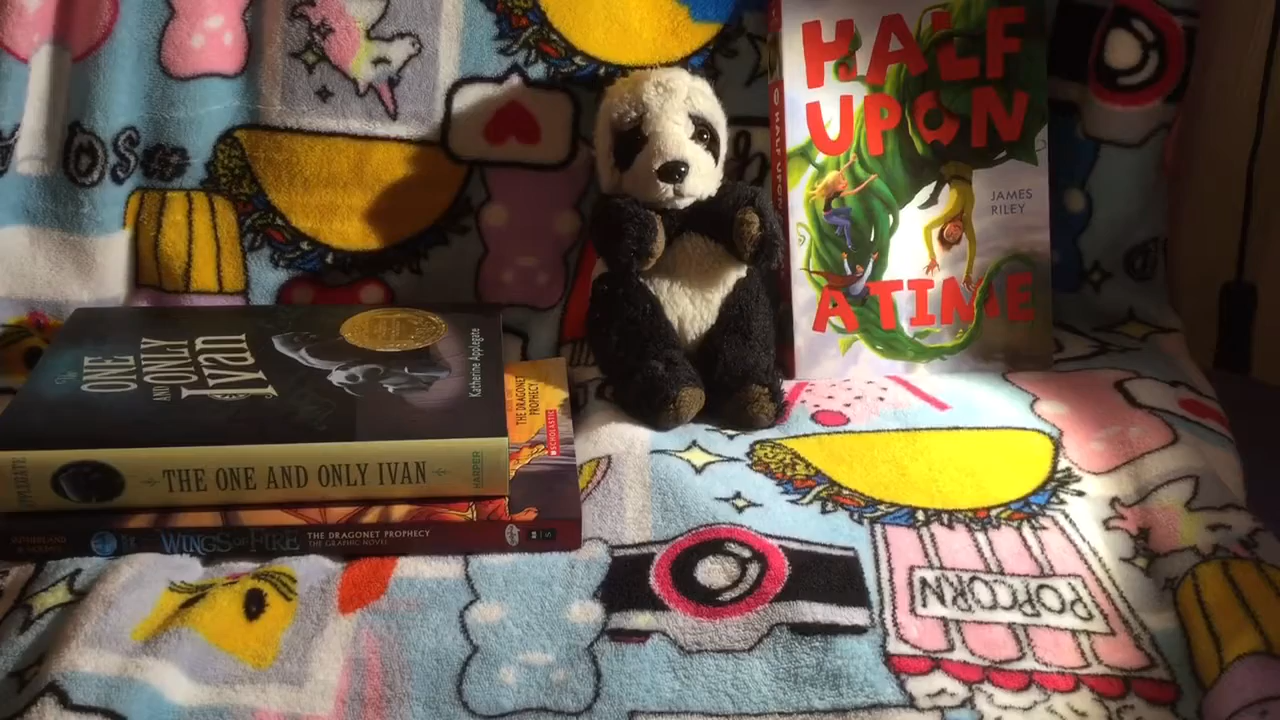 HALF
UPON
A TIME
JAMES
RILEY
HALF UPON
The
ONE
AND ONLY
Ivan
Katherine Applegate
THE DRAGONET
PROPHECY
SCHOLASTIC
APPLEGATE
THE ONE AND ONLY IVAN
HARPER
SUTHERLAND
WINGS OF FIRE
THE DRAGONET PROPHECY
THE GRAPHIC NOVEL
POPCORN